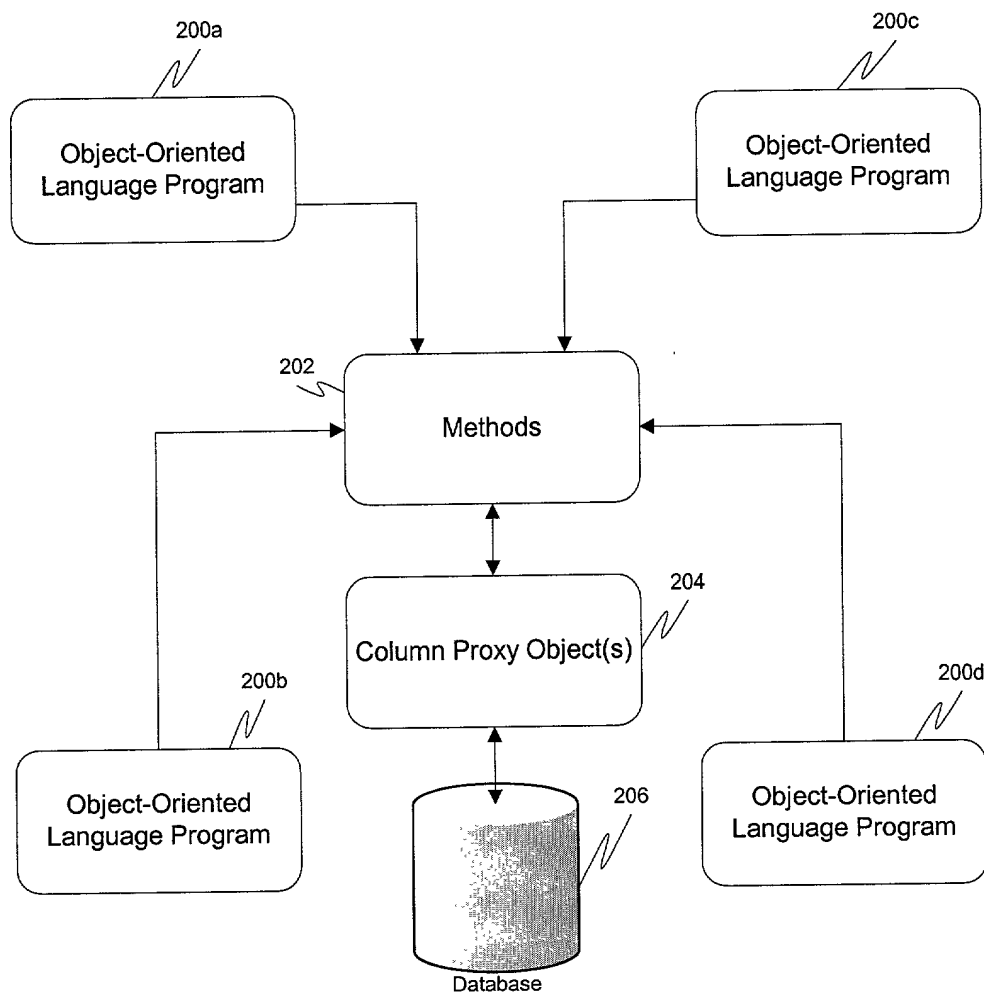 200a
200c
Object-Oriented
Language Program
Object-Oriented
Language Program
202
Methods
204
Column Proxy Object(s)
200b
200d
Object-Oriented
Language Program
Object-Oriented
Language Program
206
Database